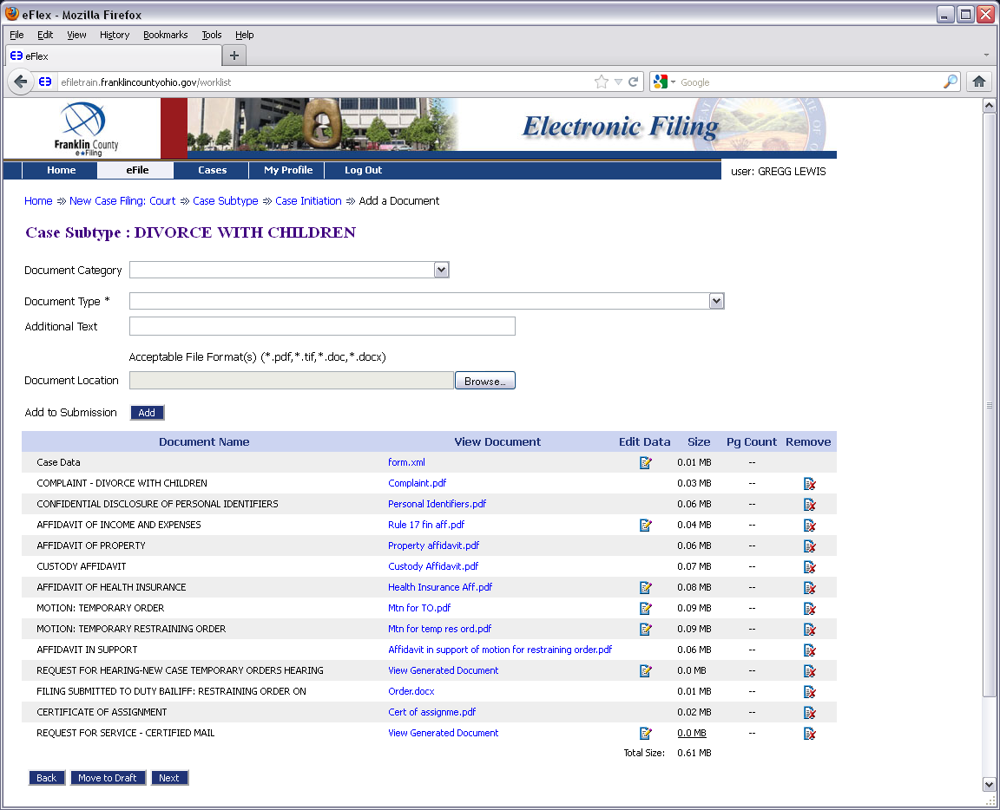 eFlex - Mozilla Firefox
File Edit View History Bookmarks Tools Help
eFlex
efiletrain.franklincountyohio.gov/worklist Google
Franklin County
e★Filing
Electronic Filing
Home eFile Cases My Profile Log Out
user: GREGG LEWIS
Home ⇒ New Case Filing: Court ⇒ Case Subtype ⇒ Case Initiation ⇒ Add a Document
Case Subtype : DIVORCE WITH CHILDREN
Document Category
Document Type *
Additional Text
Acceptable File Format(s) (*.pdf,*.tif,*.doc,*.docx)
Document Location Browse...
Add to Submission Add
Document Name View Document Edit Data Size Pg Count Remove
Case Data form.xml 0.01 MB --
COMPLAINT - DIVORCE WITH CHILDREN Complaint.pdf 0.03 MB --
CONFIDENTIAL DISCLOSURE OF PERSONAL IDENTIFIERS Personal Identifiers.pdf 0.06 MB --
AFFIDAVIT OF INCOME AND EXPENSES Rule 17 fin aff.pdf 0.04 MB --
AFFIDAVIT OF PROPERTY Property affidavit.pdf 0.06 MB --
CUSTODY AFFIDAVIT Custody Affidavit.pdf 0.07 MB --
AFFIDAVIT OF HEALTH INSURANCE Health Insurance Aff.pdf 0.08 MB --
MOTION: TEMPORARY ORDER Mtn for TO.pdf 0.09 MB --
MOTION: TEMPORARY RESTRAINING ORDER Mtn for temp res ord.pdf 0.09 MB --
AFFIDAVIT IN SUPPORT Affidavit in support of motion for restraining order.pdf 0.06 MB --
REQUEST FOR HEARING-NEW CASE TEMPORARY ORDERS HEARING View Generated Document 0.0 MB --
FILING SUBMITTED TO DUTY BAILIFF: RESTRAINING ORDER ON Order.docx 0.01 MB --
CERTIFICATE OF ASSIGNMENT Cert of assignme.pdf 0.02 MB --
REQUEST FOR SERVICE - CERTIFIED MAIL View Generated Document 0.0 MB --
Total Size: 0.61 MB
Back Move to Draft Next